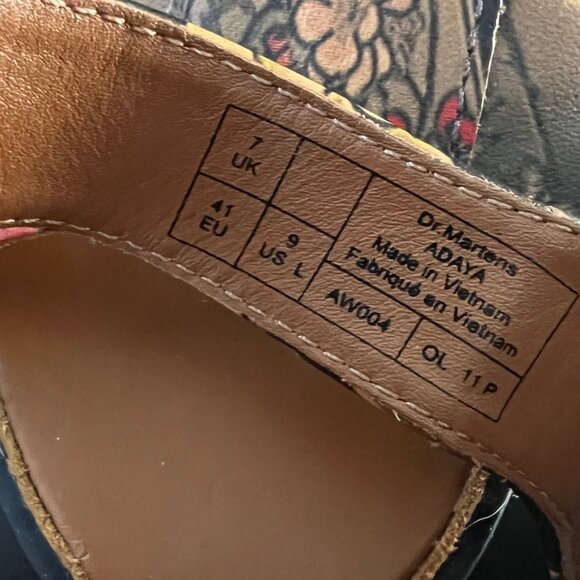 7
UK
41
EU
9
US L
Dr.Martens
ADAYA
Made in Vietnam
Fabriqué en Vietnam
AW004
OL 11 P